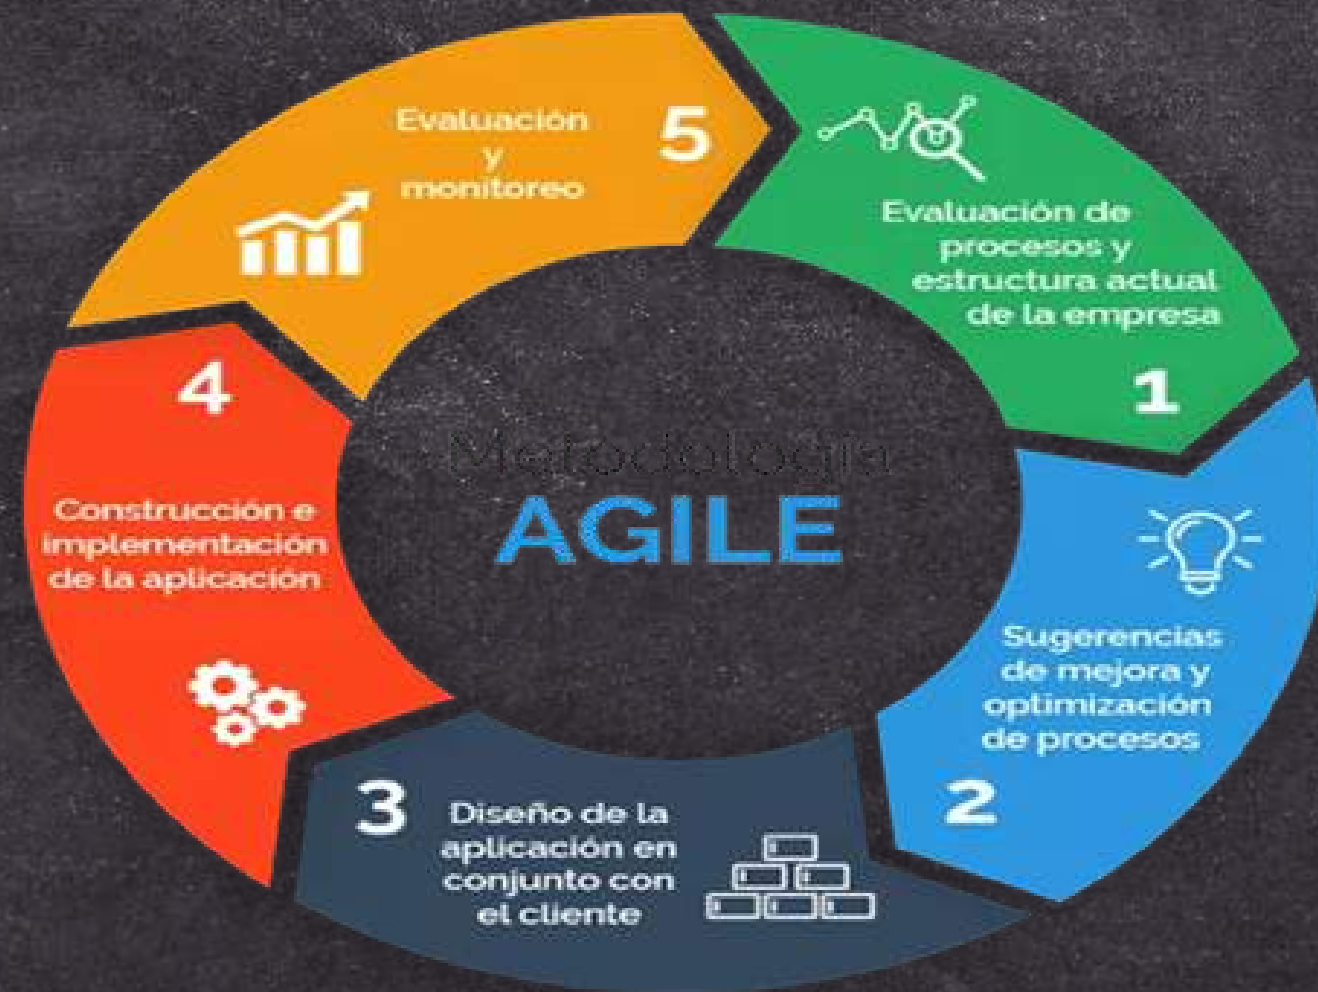 Metodología
AGILE
Evaluación de
procesos y
estructura actual
de la empresa
1
Sugerencias
de mejora y
optimización
de procesos
2
3
Diseño de la
aplicación en
conjunto con
el cliente
4
Construcción e
implementación
de la aplicación
Evaluación
y
monitoreo
5